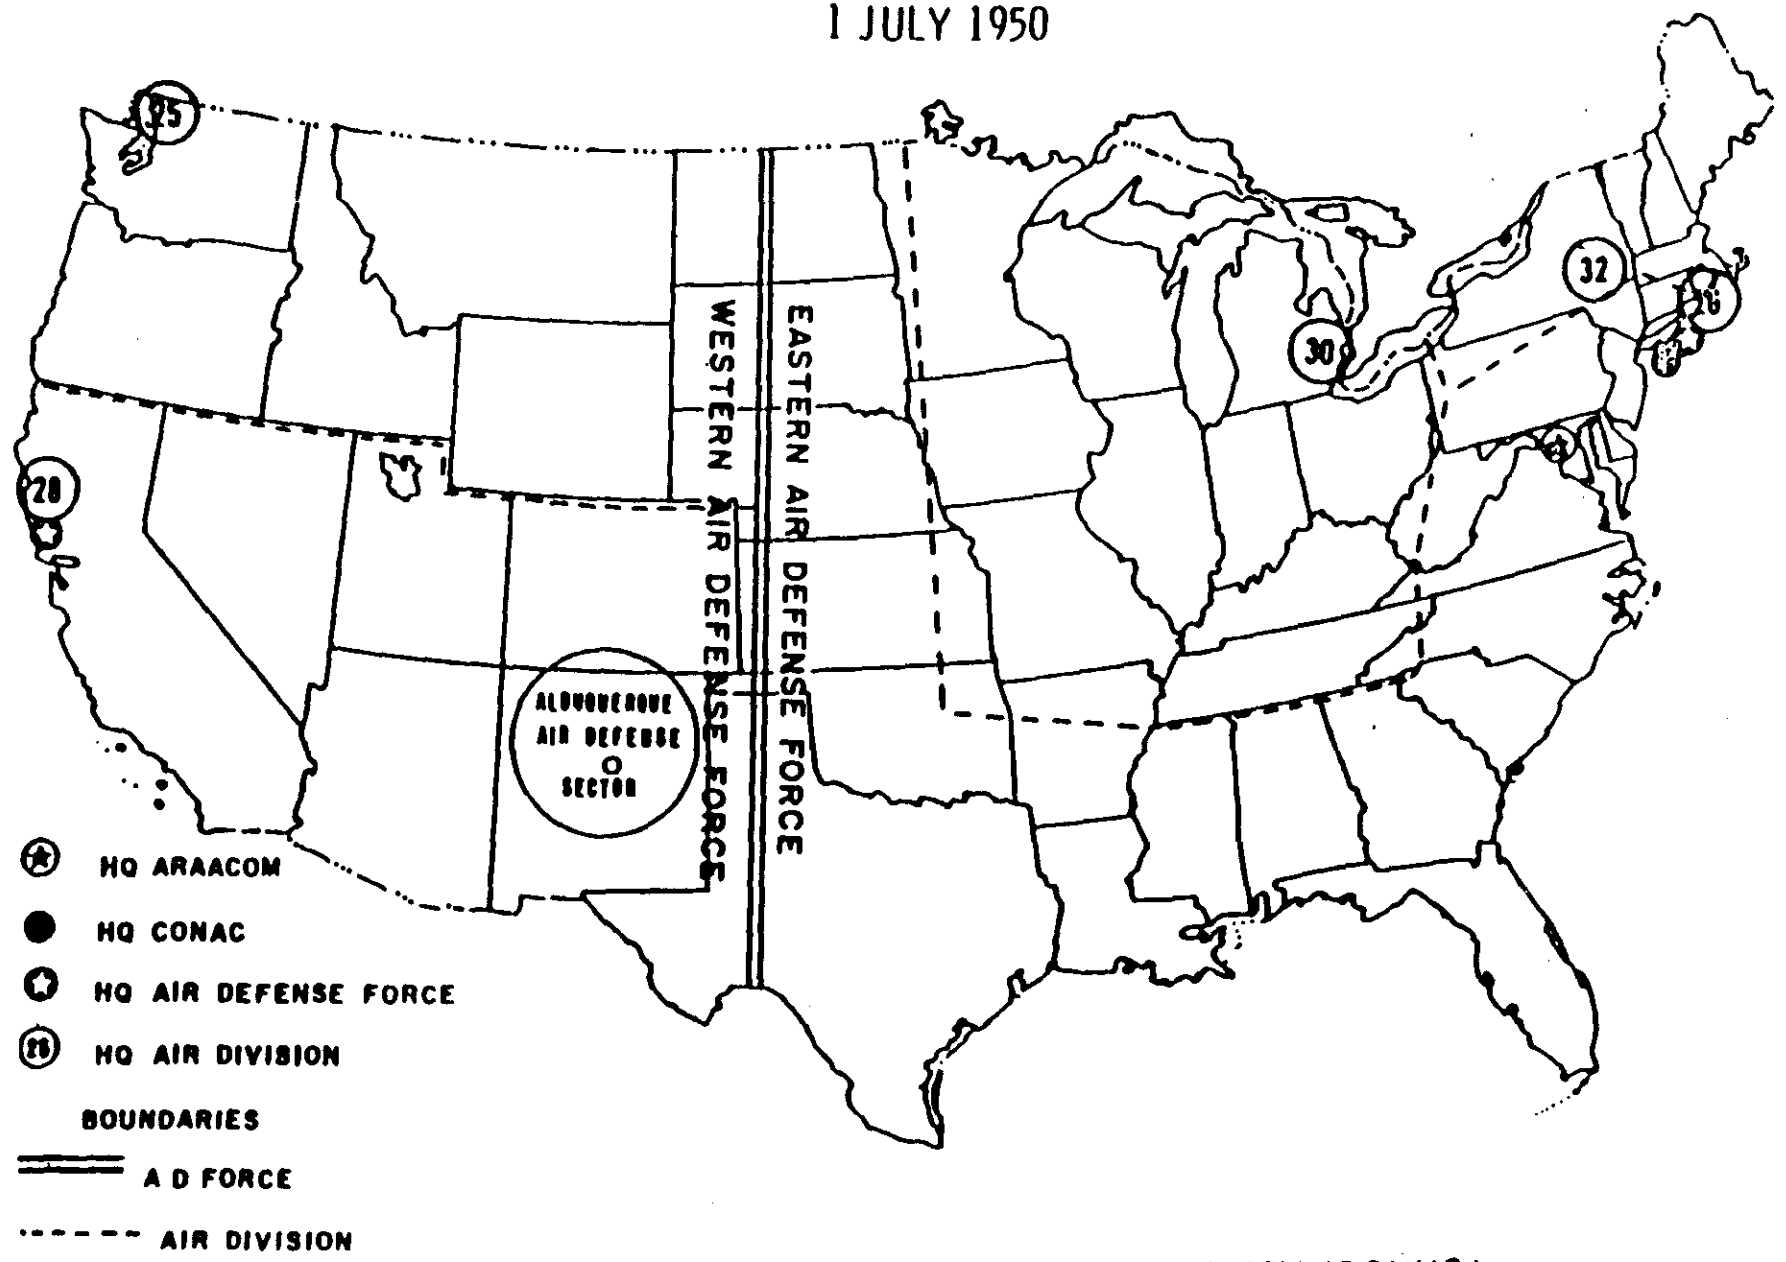 1 JULY 1950
25
32
26
30
28
WESTERN AIR DEFENSE FORCE
EASTERN AIR DEFENSE FORCE
ALBUQUERQUE
AIR DEFENSE
SECTOR
HQ ARAACOM
HQ CONAC
HQ AIR DEFENSE FORCE
HQ AIR DIVISION
BOUNDARIES
A D FORCE
AIR DIVISION